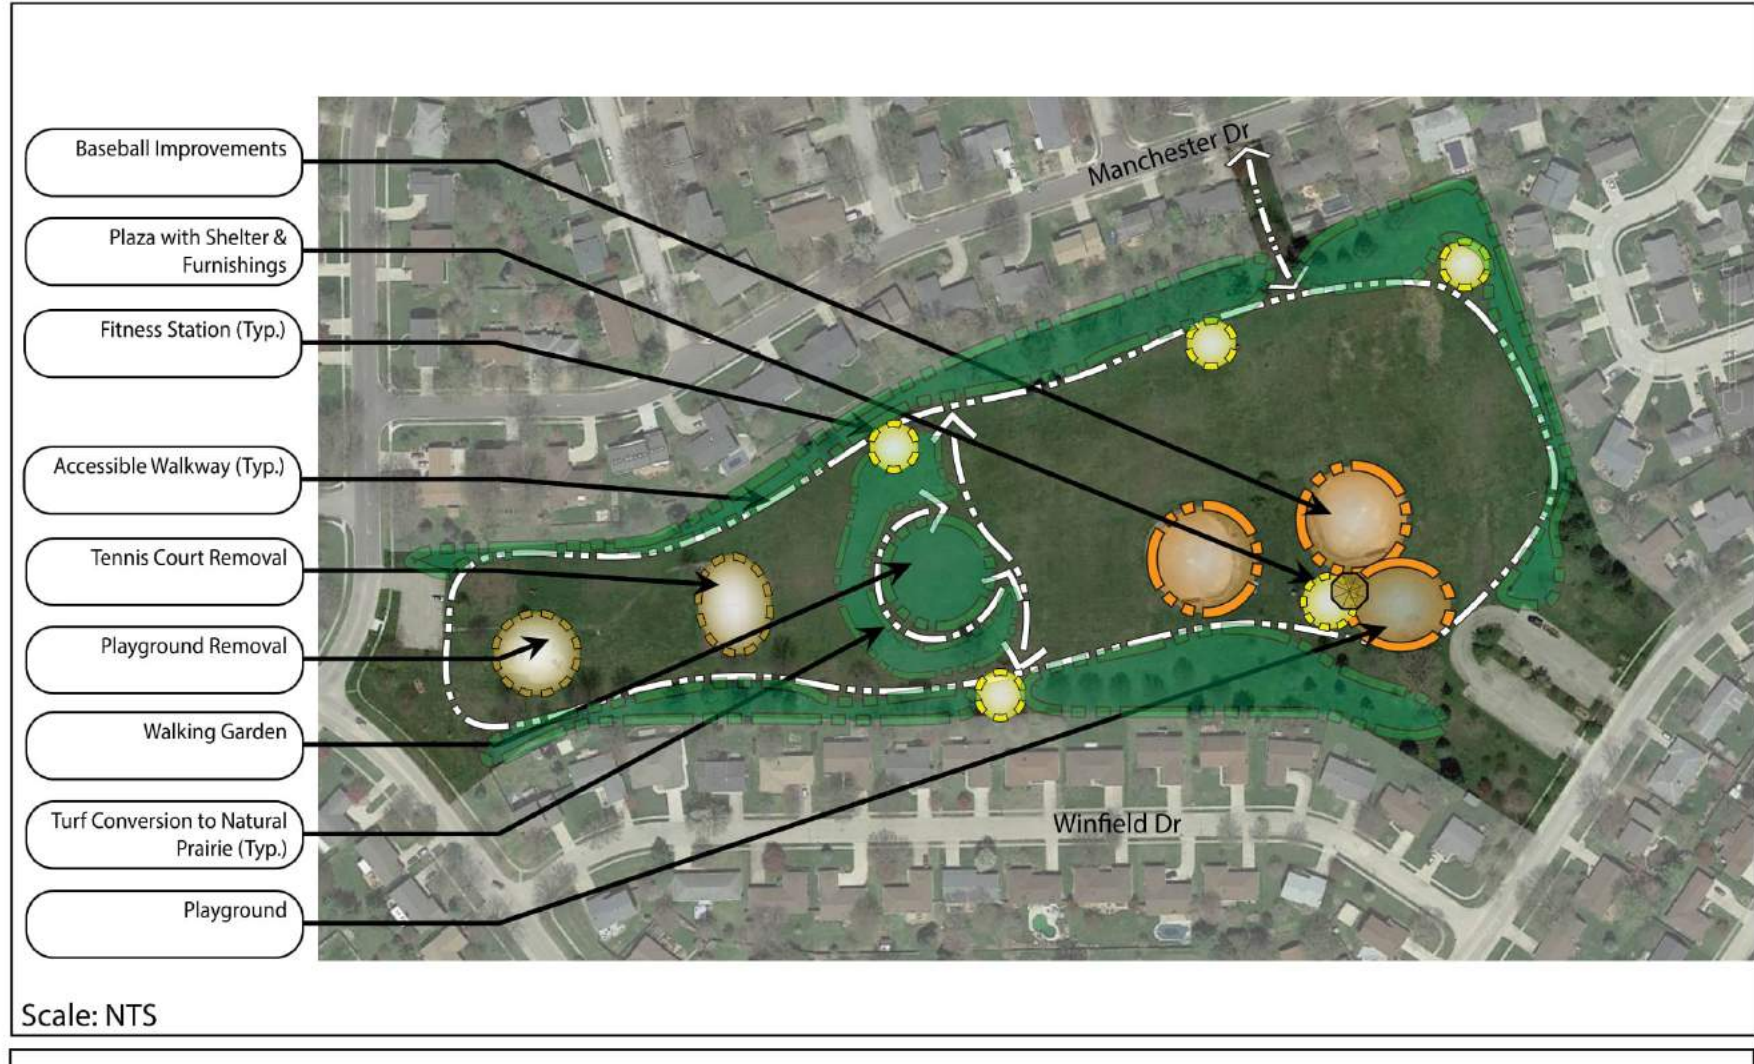 Baseball Improvements
Plaza with Shelter &
Furnishings
Fitness Station (Typ.)
Accessible Walkway (Typ.)
Tennis Court Removal
Playground Removal
Walking Garden
Turf Conversion to Natural
Prairie (Typ.)
Playground
Manchester Dr
Winfield Dr
Scale: NTS